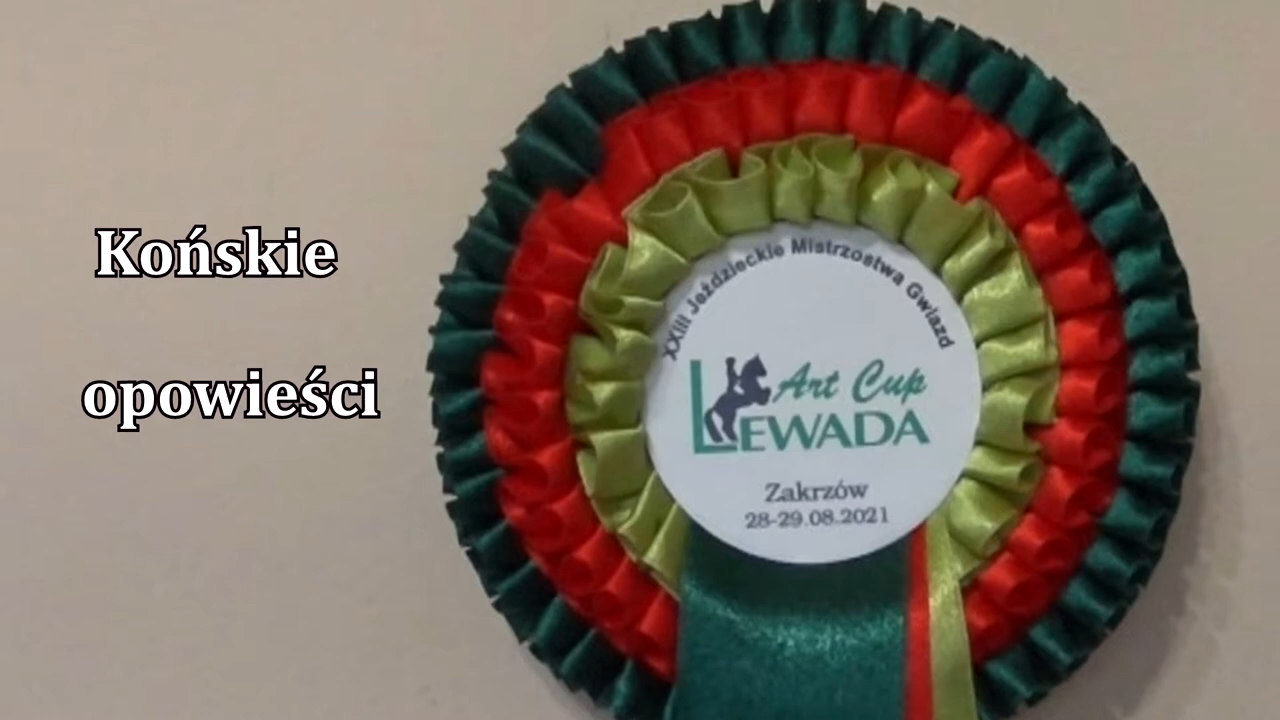 Końskie
opowieści
XXIII Jeździeckie Mistrzostwa Gwiazd
Art Cup
LEWADA
Zakrzów
28-29.08.2021